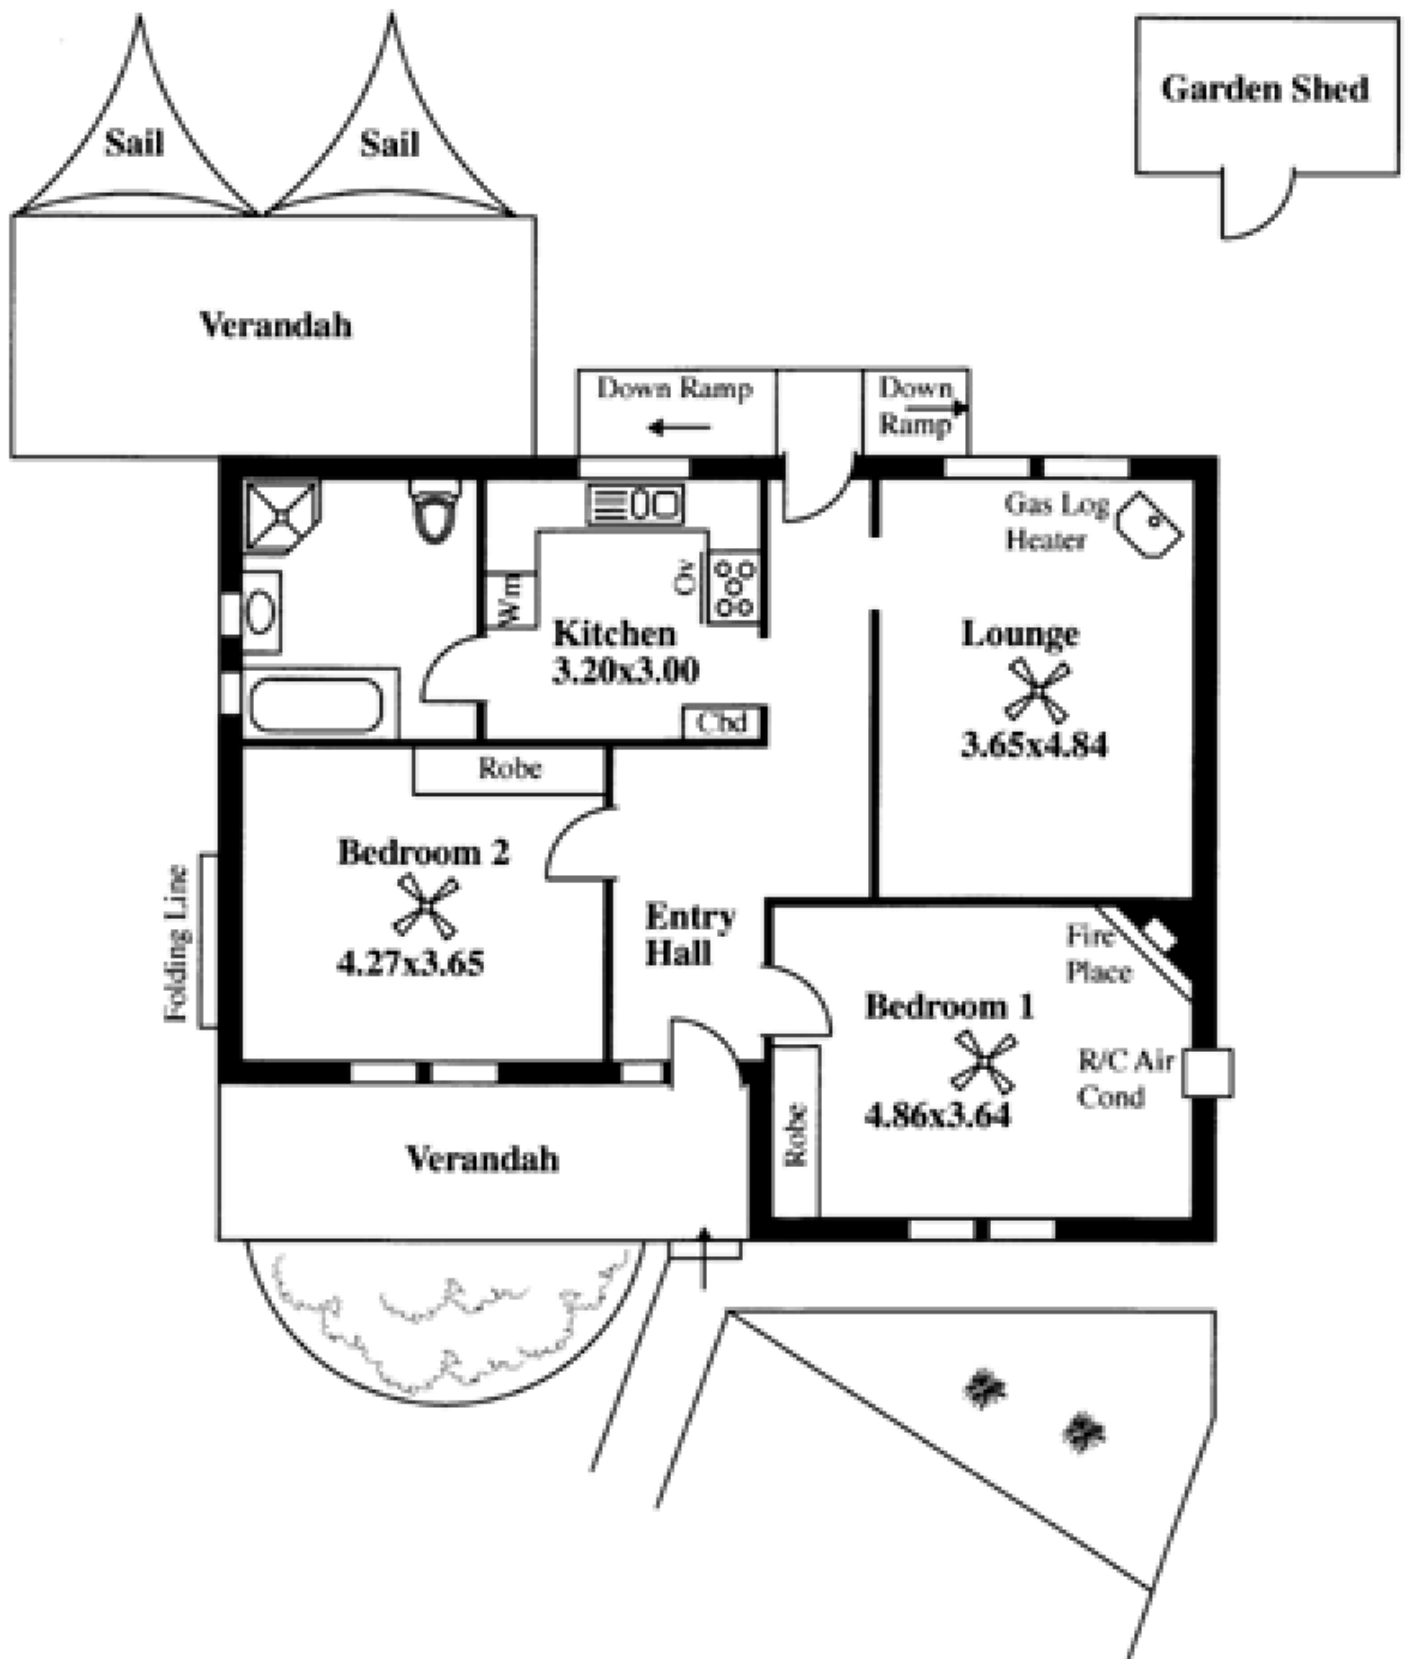 Sail
Sail
Garden Shed
Verandah
Down Ramp
Down
Ramp
Gas Log
Heater
Wm
Ov
Kitchen
3.20x3.00
Cbd
Lounge
3.65x4.84
Robe
Bedroom 2
4.27x3.65
Folding Line
Entry
Hall
Fire
Place
Bedroom 1
4.86x3.64
R/C Air
Cond
Robe
Verandah